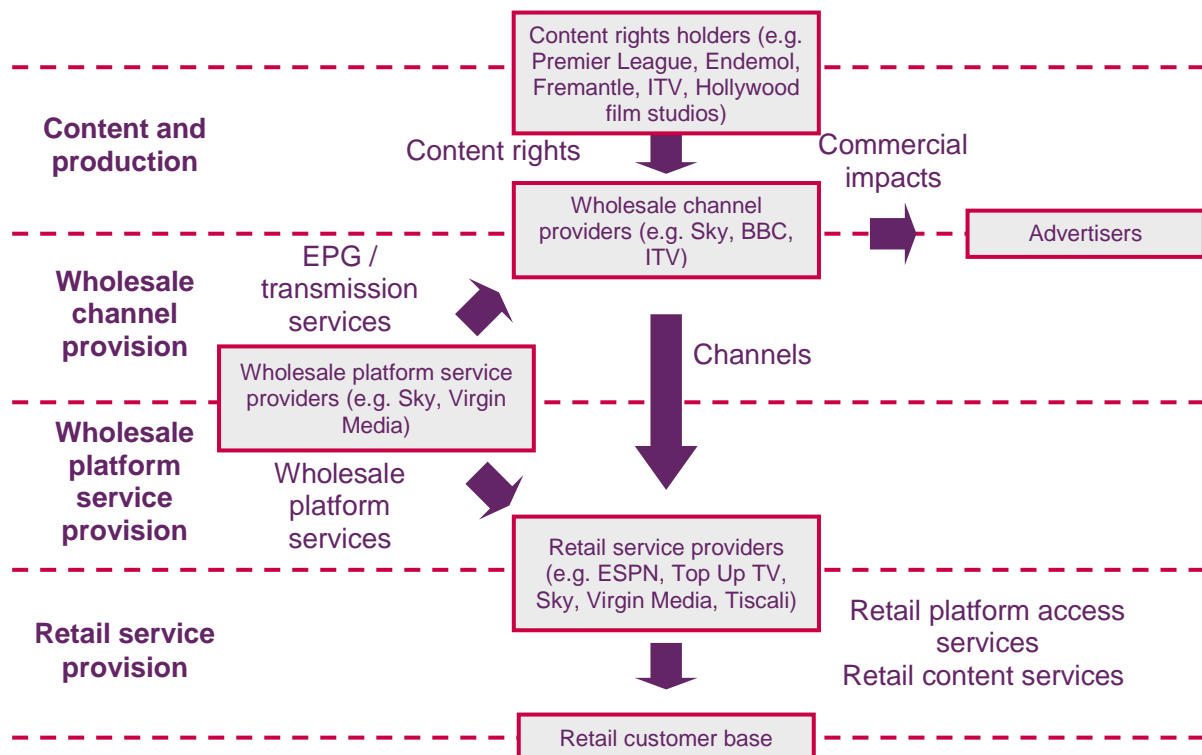 Content rights holders (e.g.
Premier League, Endemol,
Fremantle, ITV, Hollywood
film studios)
Content and
production
Content rights
Commercial
impacts
Wholesale channel
providers (e.g. Sky, BBC,
ITV)
Advertisers
EPG /
transmission
services
Wholesale
channel
provision
Channels
Wholesale platform service
providers (e.g. Sky, Virgin
Media)
Wholesale
platform
service
provision
Wholesale
platform
services
Retail service providers
(e.g. ESPN, Top Up TV,
Sky, Virgin Media, Tiscali)
Retail service
provision
Retail platform access
services
Retail content services
Retail customer base